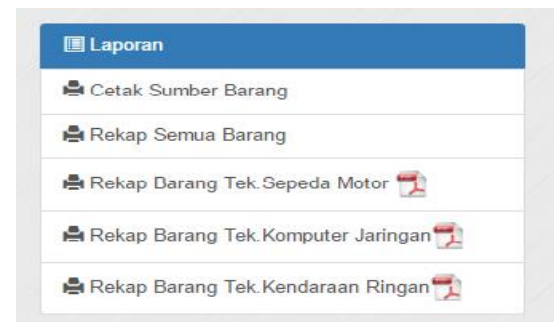 Laporan
Cetak Sumber Barang
Rekap Semua Barang
Rekap Barang Tek.Sepeda Motor
Rekap Barang Tek.Komputer Jaringan
Rekap Barang Tek.Kendaraan Ringan